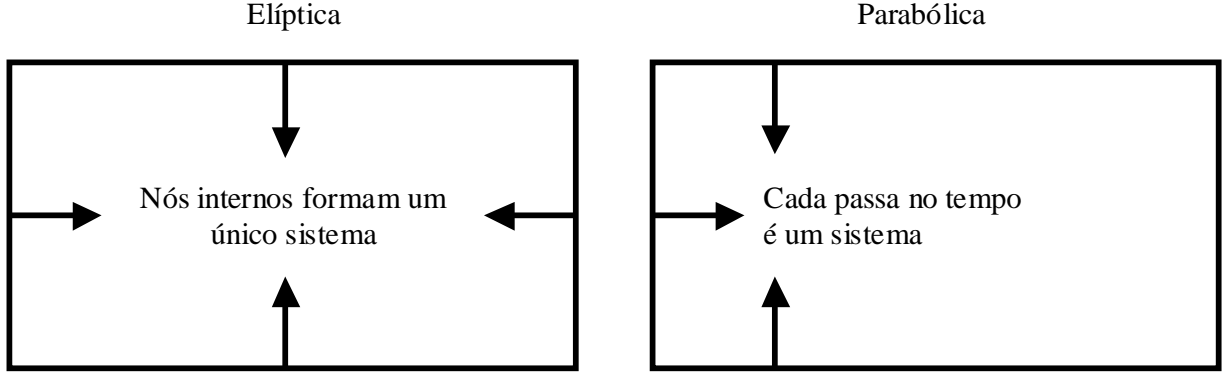 Elíptica
Parabólica
Nós internos formam um
único sistema
Cada passa no tempo
é um sistema